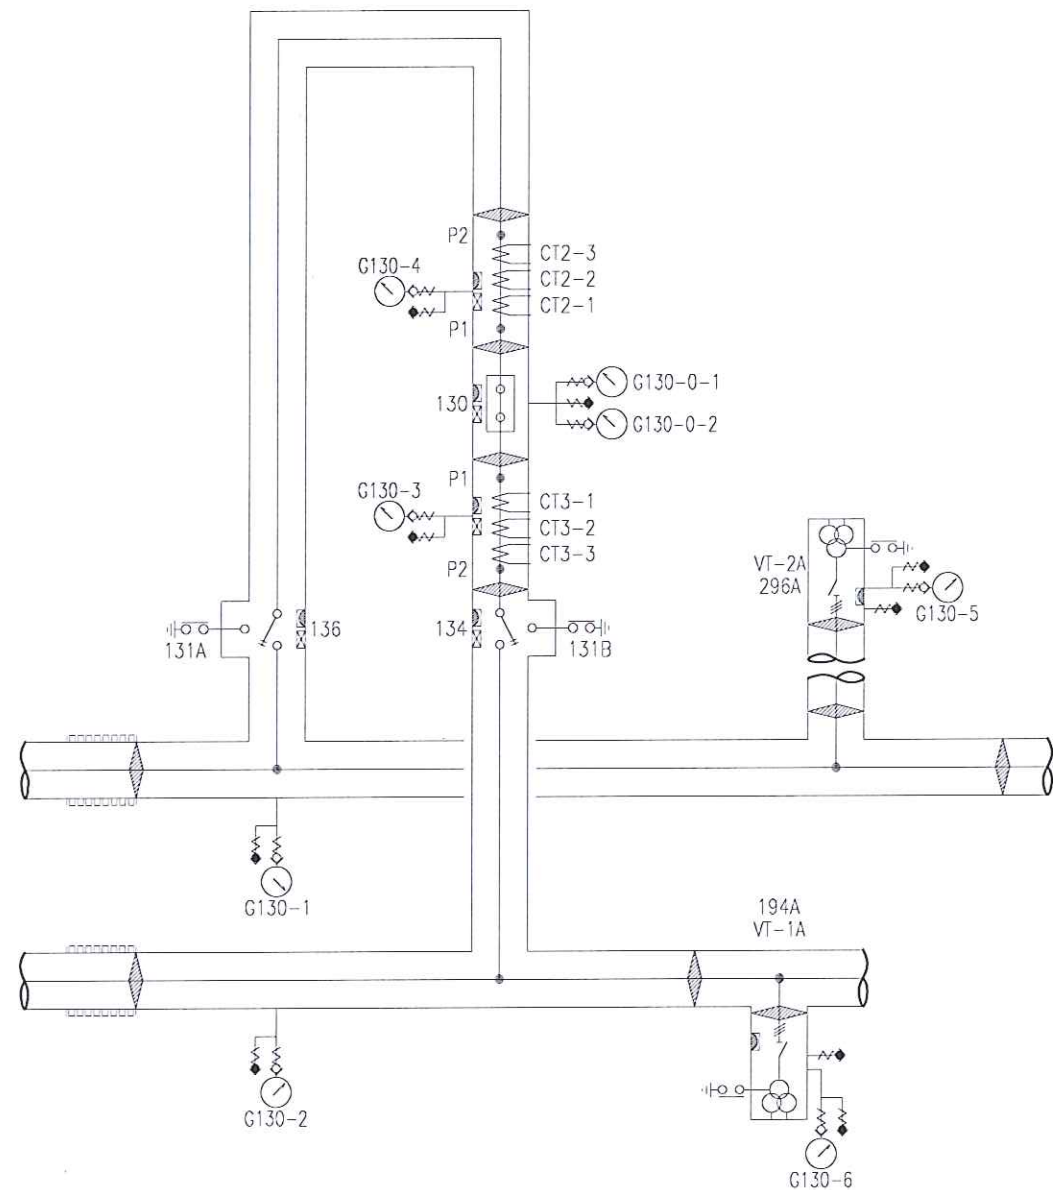 P2
CT2-3
G130-4
CT2-2
CT2-1
P1
G130-0-1
130
G130-0-2
P1
G130-3
CT3-1
CT3-2
CT3-3
P2
VT-2A
296A
G130-5
136
134
131A
131B
G130-1
194A
VT-1A
G130-2
G130-6